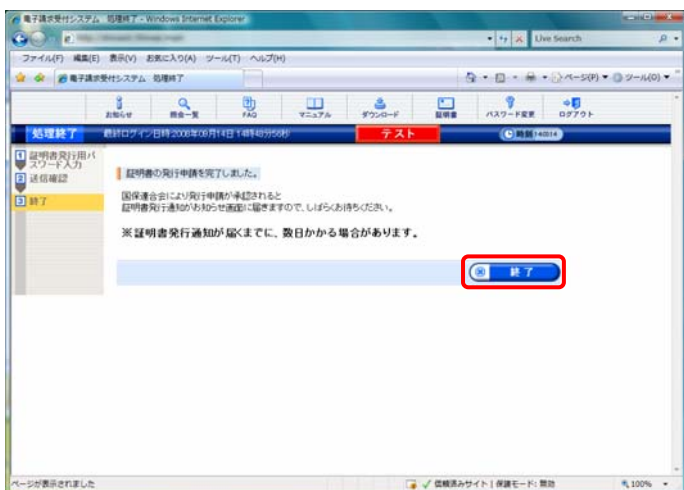 電子請求受付システム 処理終了 - Windows Internet Explorer
Live Search
ファイル(F) 編集(E) 表示(V) お気に入り(A) ツール(T) ヘルプ(H)
電子請求受付システム 処理終了
ページ(P) ツール(O)
お知らせ 照会一覧 FAQ マニュアル ダウンロード 証明書 パスワード変更 ログアウト
処理終了 最終ログイン日時:2008年09月14日 14時48分56秒 テスト 時刻 14:03:14
1 証明書発行用パスワード入力
2 送信確認
3 終了
証明書の発行申請を完了しました。
国保連合会により発行申請が承認されると
証明書発行通知がお知らせ画面に届きますので、しばらくお待ちください。
※証明書発行通知が届くまでに、数日かかる場合があります。
終了
ページが表示されました
信頼済みサイト | 保護モード: 無効
100%